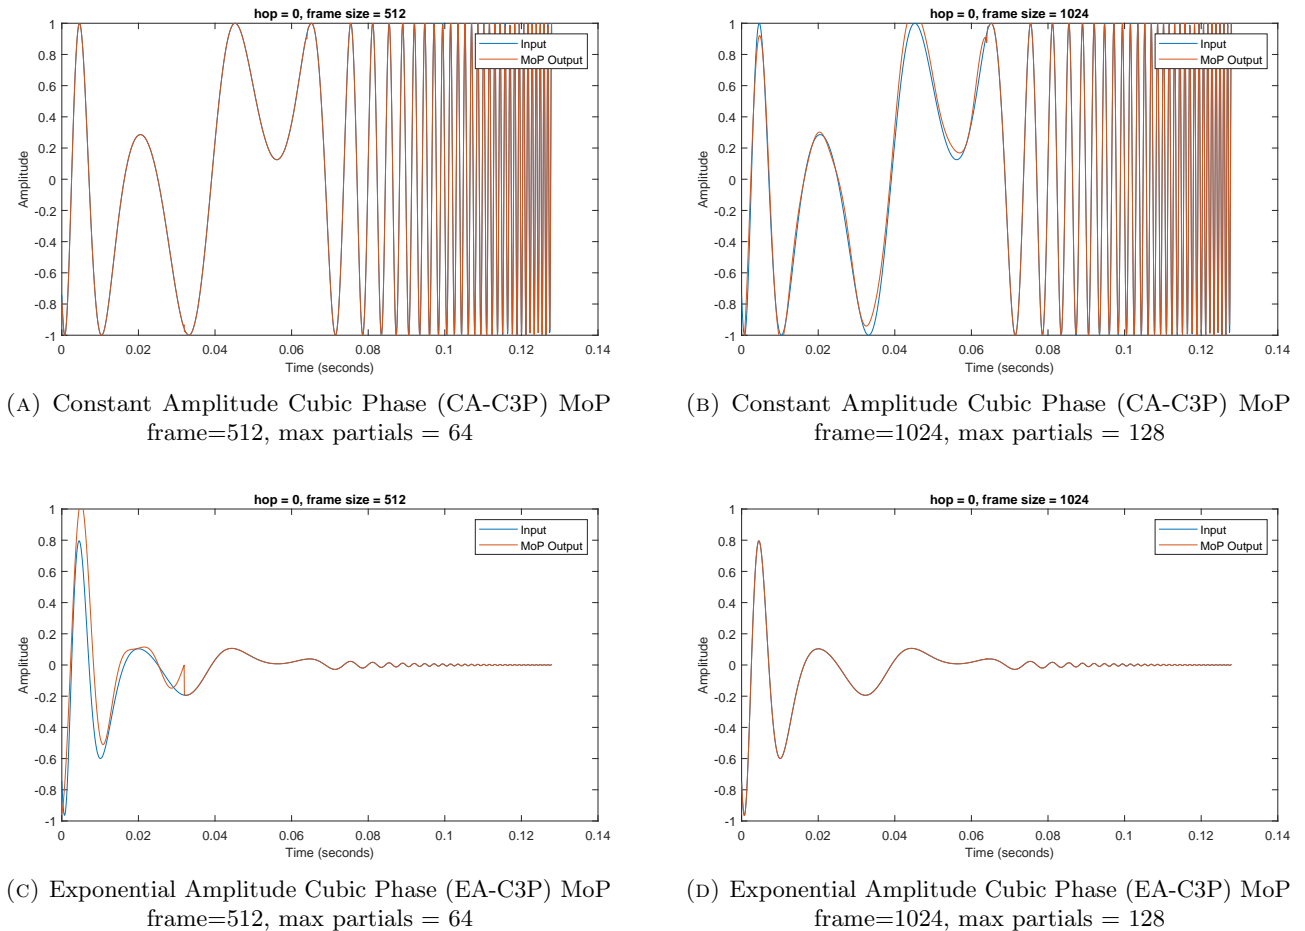 hop = 0, frame size = 512
Input
MoP Output
Amplitude
1
0.8
0.6
0.4
0.2
0
-0.2
-0.4
-0.6
-0.8
-1
0 0.02 0.04 0.06 0.08 0.1 0.12 0.14
Time (seconds)
(A) Constant Amplitude Cubic Phase (CA-C3P) MoP
frame=512, max partials = 64
hop = 0, frame size = 1024
Input
MoP Output
Amplitude
1
0.8
0.6
0.4
0.2
0
-0.2
-0.4
-0.6
-0.8
-1
0 0.02 0.04 0.06 0.08 0.1 0.12 0.14
Time (seconds)
(B) Constant Amplitude Cubic Phase (CA-C3P) MoP
frame=1024, max partials = 128
hop = 0, frame size = 512
Input
MoP Output
Amplitude
1
0.8
0.6
0.4
0.2
0
-0.2
-0.4
-0.6
-0.8
-1
0 0.02 0.04 0.06 0.08 0.1 0.12 0.14
Time (seconds)
(C) Exponential Amplitude Cubic Phase (EA-C3P) MoP
frame=512, max partials = 64
hop = 0, frame size = 1024
Input
MoP Output
Amplitude
1
0.8
0.6
0.4
0.2
0
-0.2
-0.4
-0.6
-0.8
-1
0 0.02 0.04 0.06 0.08 0.1 0.12 0.14
Time (seconds)
(D) Exponential Amplitude Cubic Phase (EA-C3P) MoP
frame=1024, max partials = 128